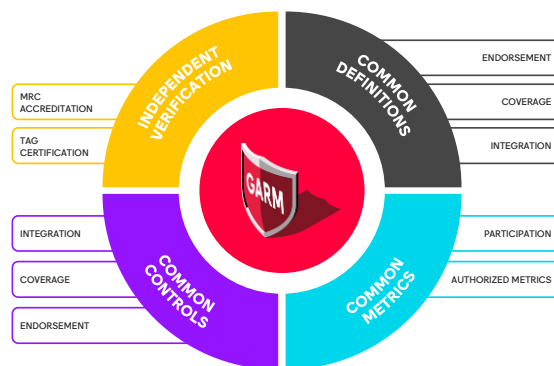 INDEPENDENT
VERIFICATION
COMMON
DEFINITIONS
ENDORSEMENT
COVERAGE
INTEGRATION
MRC
ACCREDITATION
TAG
CERTIFICATION
GARM
INTEGRATION
COVERAGE
ENDORSEMENT
COMMON
CONTROLS
COMMON
METRICS
PARTICIPATION
AUTHORIZED METRICS